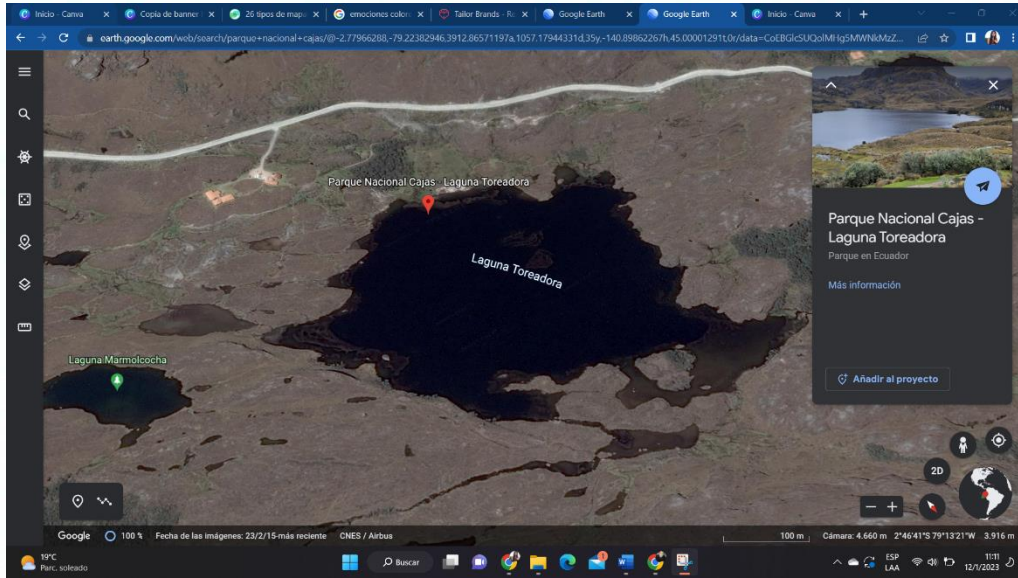 Inicio - Canva
Copia de banner
26 tipos de mapa
emociones colore
Tailor Brands - Re
Google Earth
Google Earth
Inicio - Canva
earth.google.com/web/search/parque+nacional+cajas/@-2.77966288,-79.22382946,3912.86571197a,1057.17944331d,35y,-140.89862267h,45.00001291t,0r/data=CoEBGlcSUQolMHg5MWNkMzZ...
Parque Nacional Cajas - Laguna Toreadora
Laguna Toreadora
Laguna Marmolcocha
Parque Nacional Cajas -
Laguna Toreadora
Parque en Ecuador
Más información
Añadir al proyecto
2D
Google
100 %
Fecha de las imágenes: 23/2/15-más reciente
CNES / Airbus
100 m
Cámara: 4.660 m
2°46'41"S 79°13'21"W
3.916 m
19°C
Parc. soleado
Buscar
ESP
LAA
11:11
12/1/2023